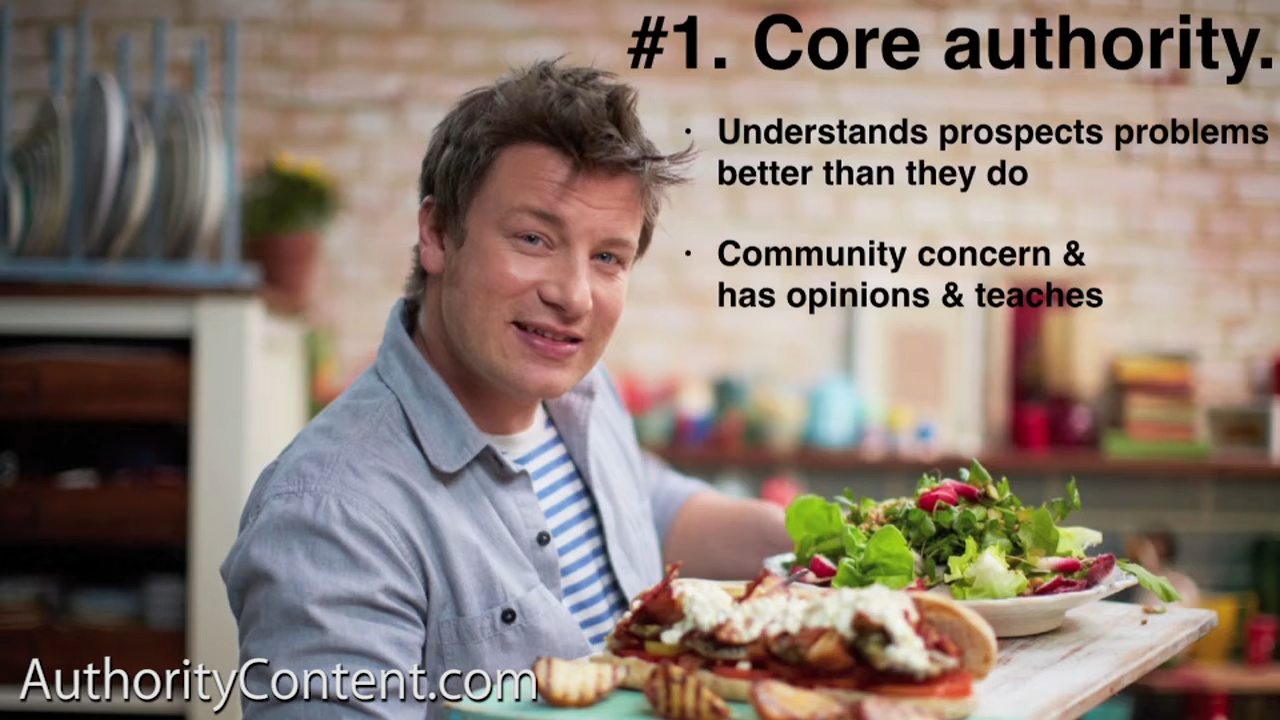 #1. Core authority.
· Understands prospects problems
better than they do
· Community concern &
has opinions & teaches
AuthorityContent.com